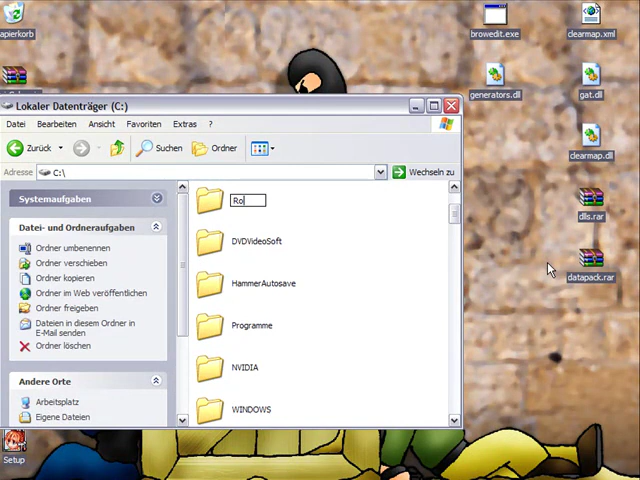 apierkorb
browedit.exe
clearmap.xml
generators.dll
gat.dll
clearmap.dll
dlls.rar
datapack.rar
Lokaler Datenträger (C:)
Datei Bearbeiten Ansicht Favoriten Extras ?
Zurück Suchen Ordner
Adresse C:\ Wechseln zu
Systemaufgaben
Datei- und Ordneraufgaben
Ordner umbenennen
Ordner verschieben
Ordner kopieren
Ordner im Web veröffentlichen
Ordner freigeben
Dateien in diesem Ordner in
E-Mail senden
Ordner löschen
Andere Orte
Arbeitsplatz
Eigene Dateien
Ro
DVDVideoSoft
HammerAutosave
Programme
NVIDIA
WINDOWS
Setup